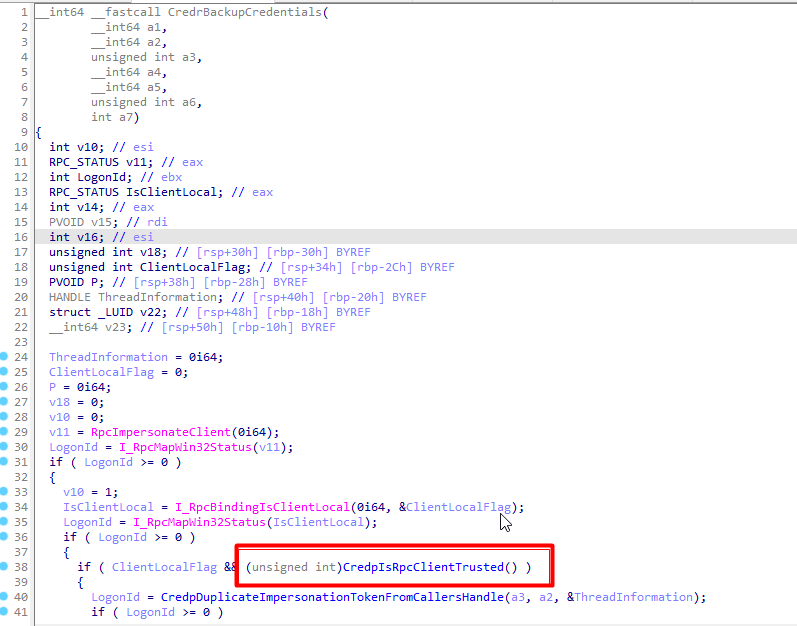 1 __int64 __fastcall CredrBackupCredentials(
2 __int64 a1,
3 __int64 a2,
4 unsigned int a3,
5 __int64 a4,
6 __int64 a5,
7 unsigned int a6,
8 int a7)
9 {
10 int v10; // esi
11 RPC_STATUS v11; // eax
12 int LogonId; // ebx
13 RPC_STATUS IsClientLocal; // eax
14 int v14; // eax
15 PVOID v15; // rdi
16 int v16; // esi
17 unsigned int v18; // [rsp+30h] [rbp-30h] BYREF
18 unsigned int ClientLocalFlag; // [rsp+34h] [rbp-2Ch] BYREF
19 PVOID P; // [rsp+38h] [rbp-28h] BYREF
20 HANDLE ThreadInformation; // [rsp+40h] [rbp-20h] BYREF
21 struct _LUID v22; // [rsp+48h] [rbp-18h] BYREF
22 __int64 v23; // [rsp+50h] [rbp-10h] BYREF
23
24 ThreadInformation = 0i64;
25 ClientLocalFlag = 0;
26 P = 0i64;
27 v18 = 0;
28 v10 = 0;
29 v11 = RpcImpersonateClient(0i64);
30 LogonId = I_RpcMapWin32Status(v11);
31 if ( LogonId >= 0 )
32 {
33 v10 = 1;
34 IsClientLocal = I_RpcBindingIsClientLocal(0i64, &ClientLocalFlag);
35 LogonId = I_RpcMapWin32Status(IsClientLocal);
36 if ( LogonId >= 0 )
37 {
38 if ( ClientLocalFlag && (unsigned int)CredpIsRpcClientTrusted() )
39 {
40 LogonId = CredpDuplicateImpersonationTokenFromCallersHandle(a3, a2, &ThreadInformation);
41 if ( LogonId >= 0 )